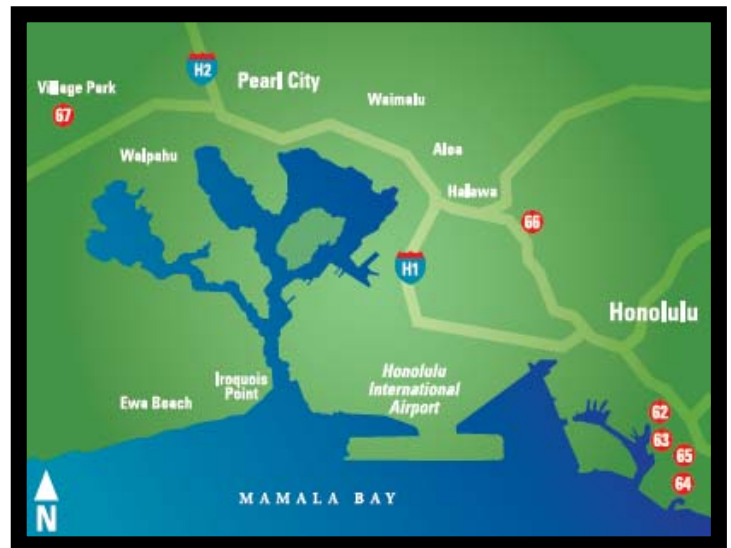 H2
Pearl City
Village Park
67
Waimalu
Waipahu
Aiea
Halawa
66
H1
Honolulu
Honolulu
International
Airport
Iroquois
Point
Ewa Beach
62
63
65
64
MAMALA BAY
N